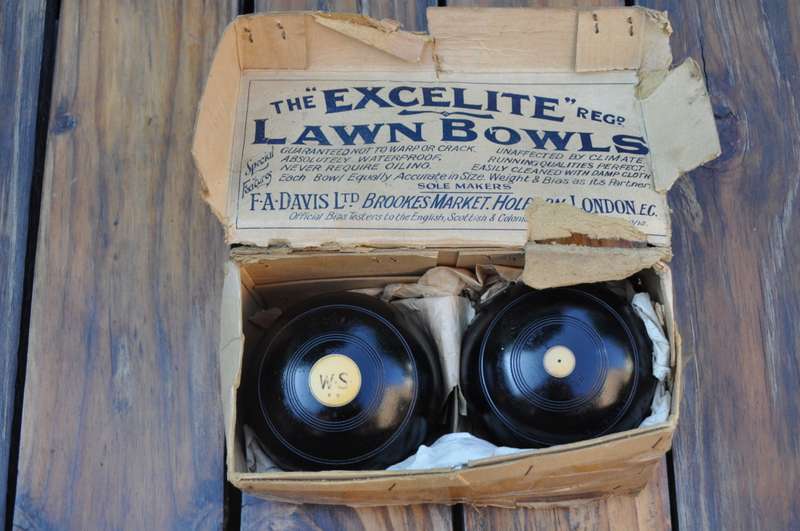 THE "EXCELITE" REGD
LAWN BOWLS
Special Features
GUARANTEED NOT TO WARP OR CRACK.
ABSOLUTELY WATERPROOF,
NEVER REQUIRE OILING.
UNAFFECTED BY CLIMATE
RUNNING QUALITIES PERFECT.
EASILY CLEANED WITH DAMP CLOTH
Each Bowl Equally Accurate in Size, Weight & Bias as its Partner
SOLE MAKERS
F.A. DAVIS LTD BROOKES MARKET, LONDON. E.C.
Official Bias Testers to the English, Scottish &
W.S